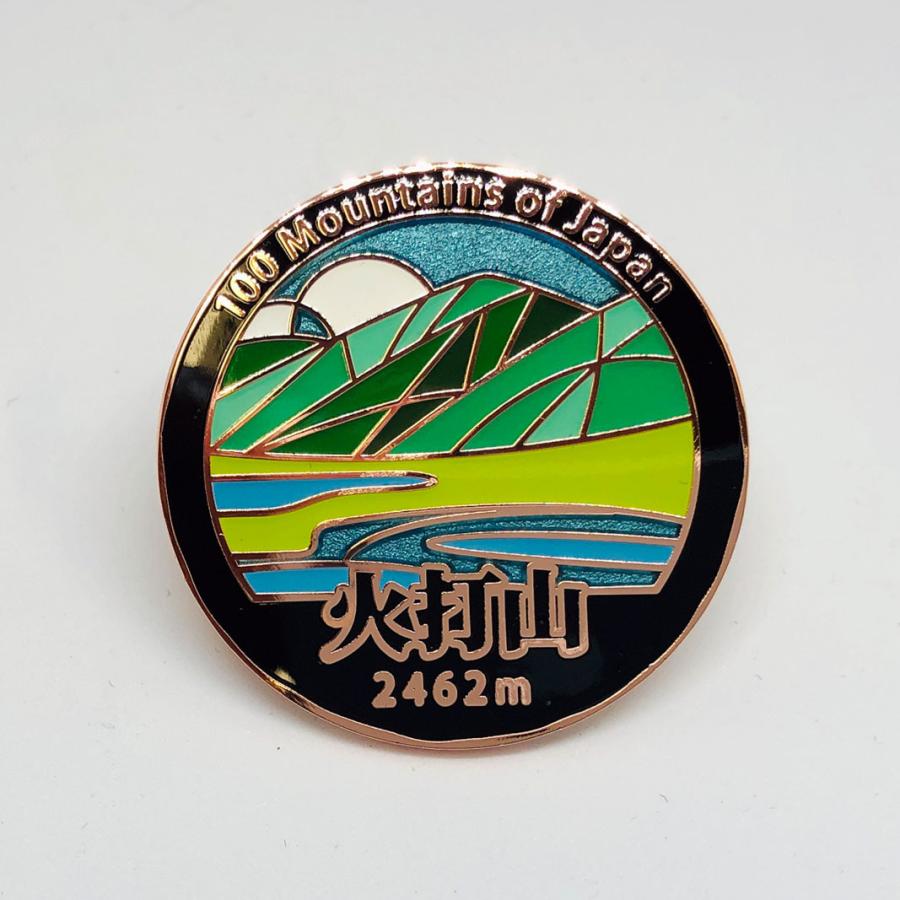 100 Mountains of Japan
火打山
2462m